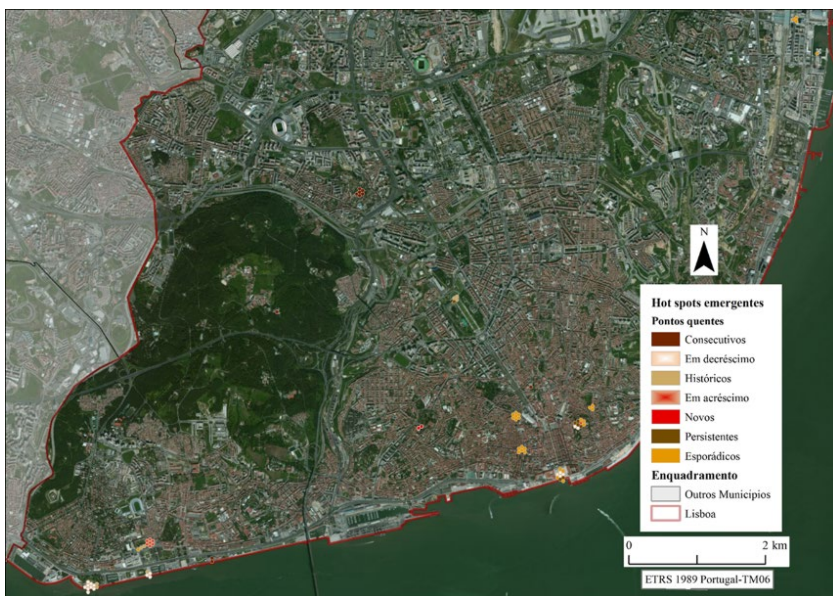 N
Hot spots emergentes
Pontos quentes
Consecutivos
Em decréscimo
Históricos
Em acréscimo
Novos
Persistentes
Esporádicos
Enquadramento
Outros Municipios
Lisboa
0 2 km
ETRS 1989 Portugal-TM06